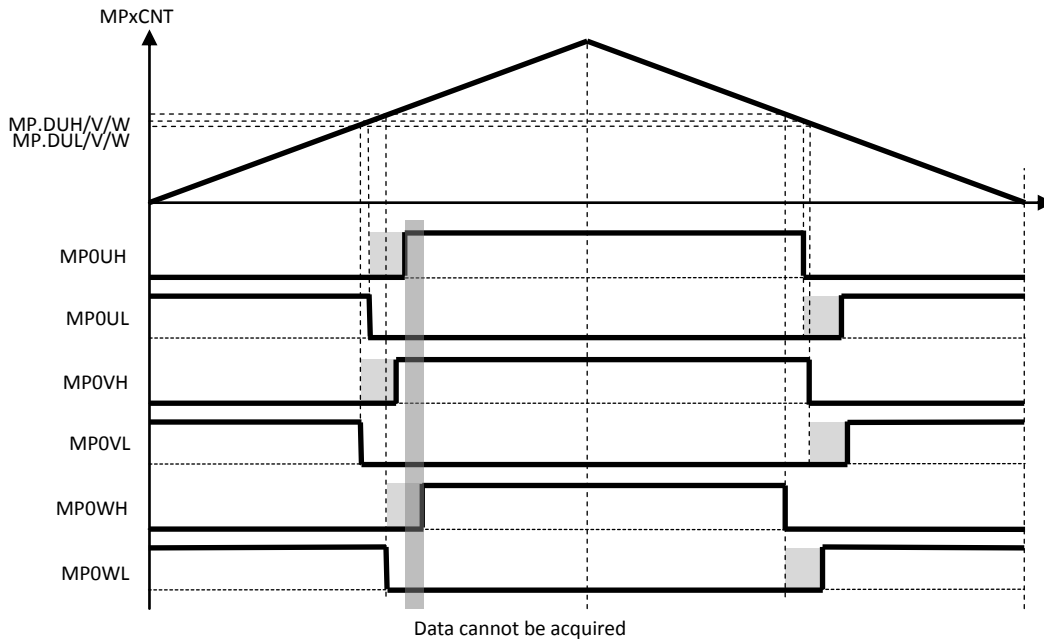 MPxCNT
MP.DUH/V/W
MP.DUL/V/W
MP0UH
MP0UL
MP0VH
MP0VL
MP0WH
MP0WL
Data cannot be acquired